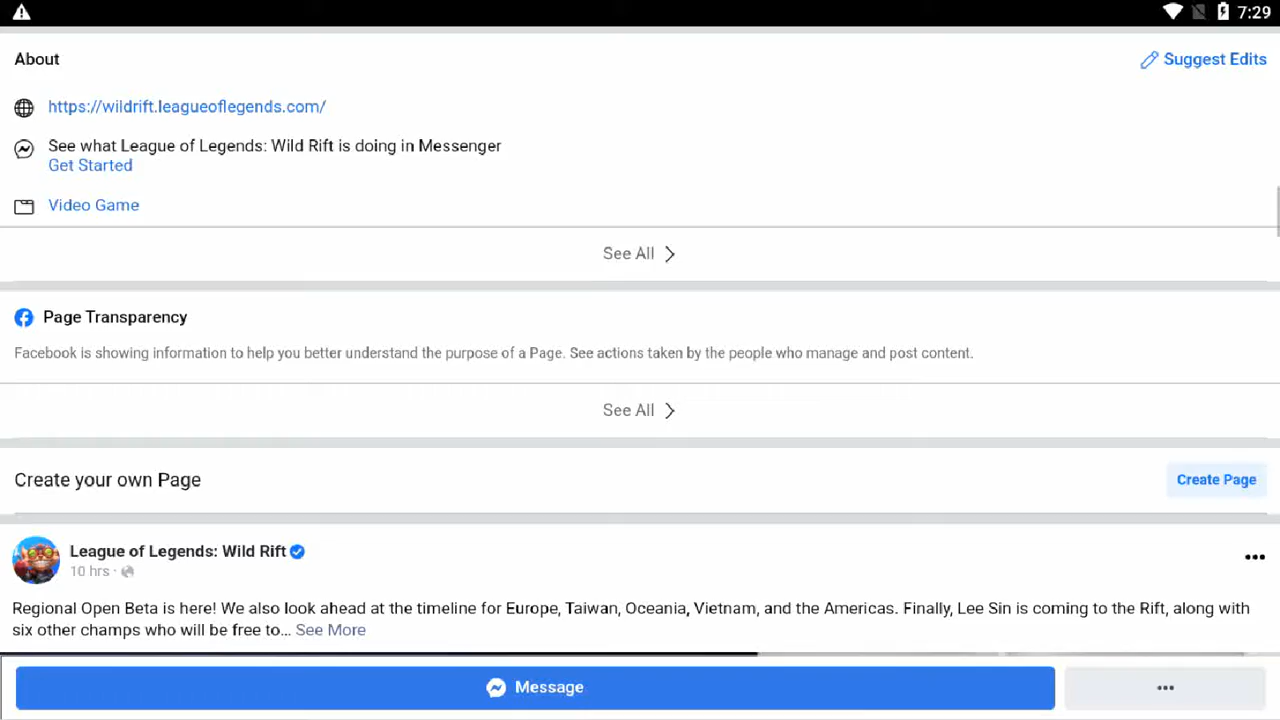 7:29
About
Suggest Edits
https://wildrift.leagueoflegends.com/
See what League of Legends: Wild Rift is doing in Messenger
Get Started
Video Game
See All
Page Transparency
Facebook is showing information to help you better understand the purpose of a Page. See actions taken by the people who manage and post content.
See All
Create your own Page
Create Page
League of Legends: Wild Rift
10 hrs ·
Regional Open Beta is here! We also look ahead at the timeline for Europe, Taiwan, Oceania, Vietnam, and the Americas. Finally, Lee Sin is coming to the Rift, along with
six other champs who will be free to... See More
Message